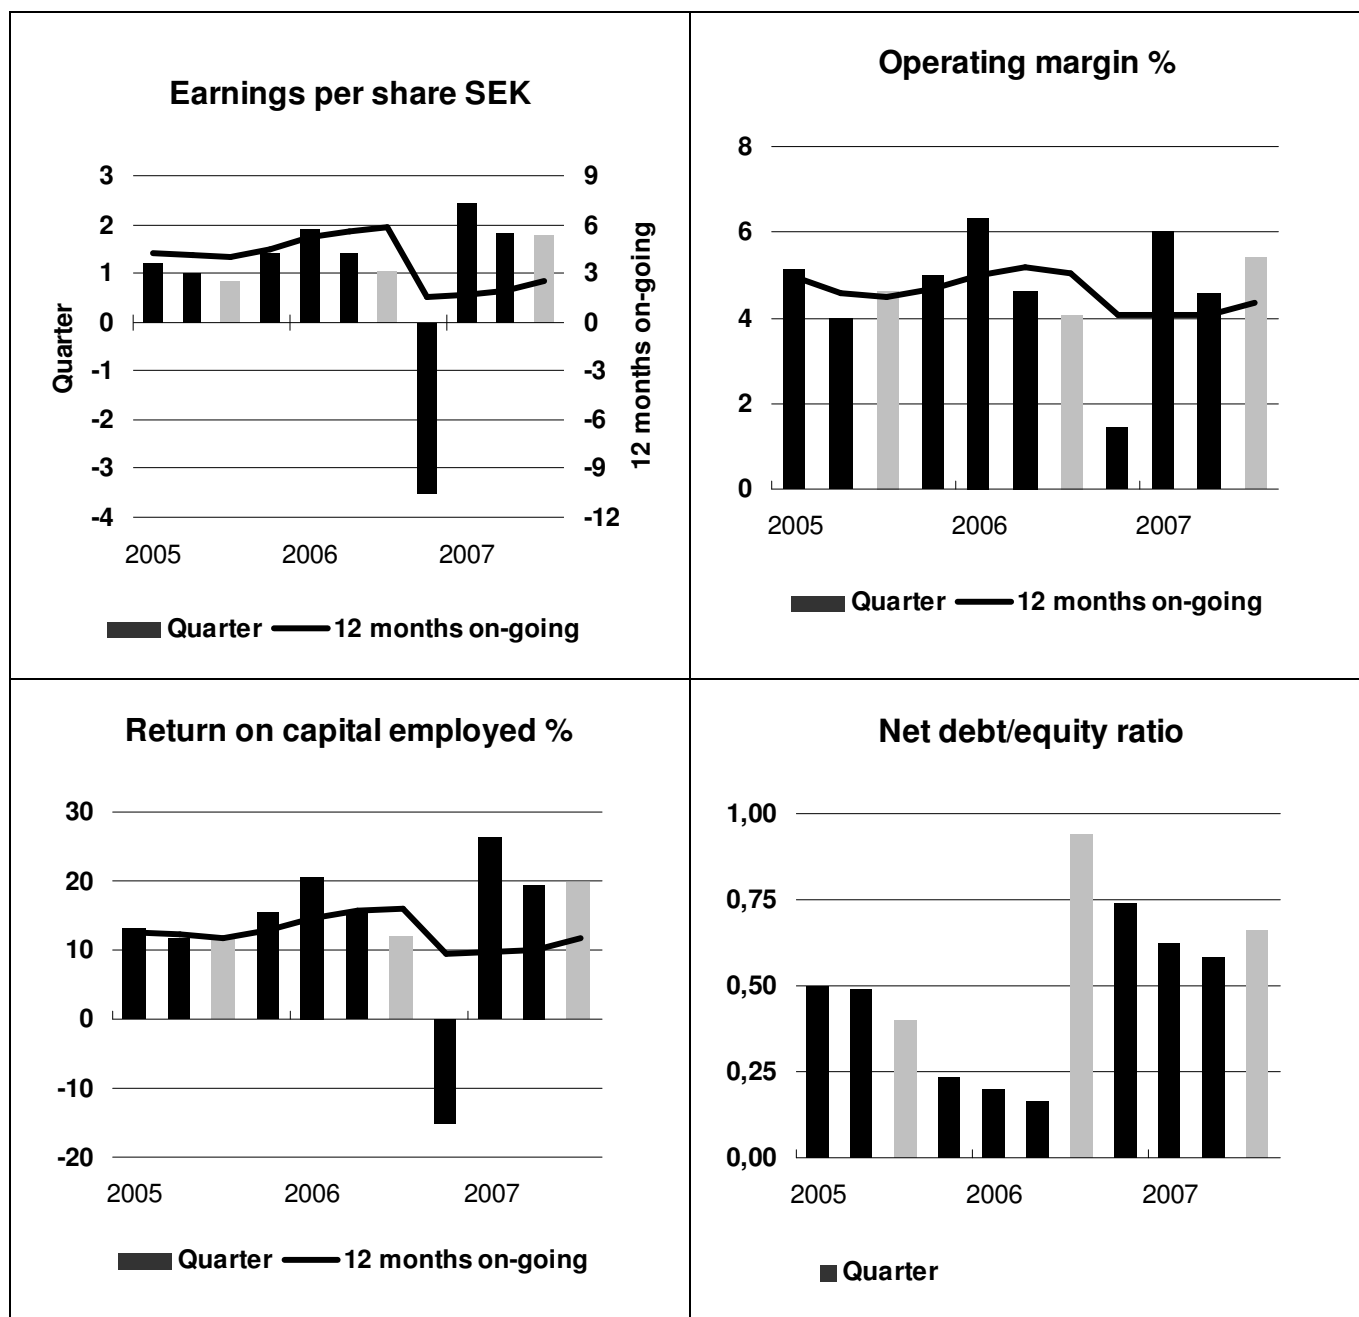 Earnings per share SEK
3
2
1
0
-1
-2
-3
-4
Quarter
9
6
3
0
-3
-6
-9
-12
12 months on-going
2005 2006 2007
Quarter 12 months on-going
Operating margin %
8
6
4
2
0
2005 2006 2007
Quarter 12 months on-going
Return on capital employed %
30
20
10
0
-10
-20
2005 2006 2007
Quarter 12 months on-going
Net debt/equity ratio
1,00
0,75
0,50
0,25
0,00
2005 2006 2007
Quarter